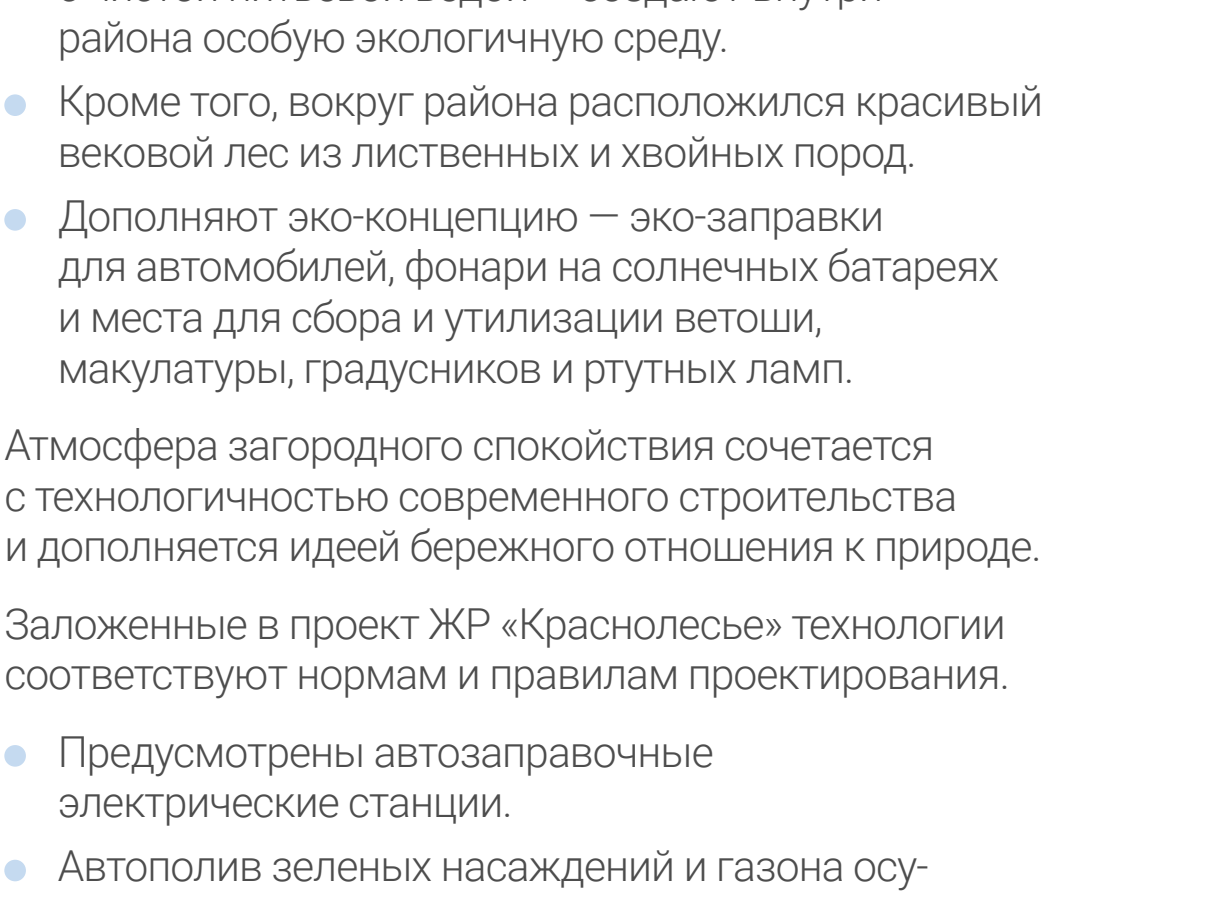 района особую экологичную среду.
Кроме того, вокруг района расположился красивый
вековой лес из лиственных и хвойных пород.
Дополняют эко-концепцию — эко-заправки
для автомобилей, фонари на солнечных батареях
и места для сбора и утилизации ветоши,
макулатуры, градусников и ртутных ламп.
Атмосфера загородного спокойствия сочетается
с технологичностью современного строительства
и дополняется идеей бережного отношения к природе.
Заложенные в проект ЖР «Краснолесье» технологии
соответствуют нормам и правилам проектирования.
Предусмотрены автозаправочные
электрические станции.
Автополив зеленых насаждений и газона осу-